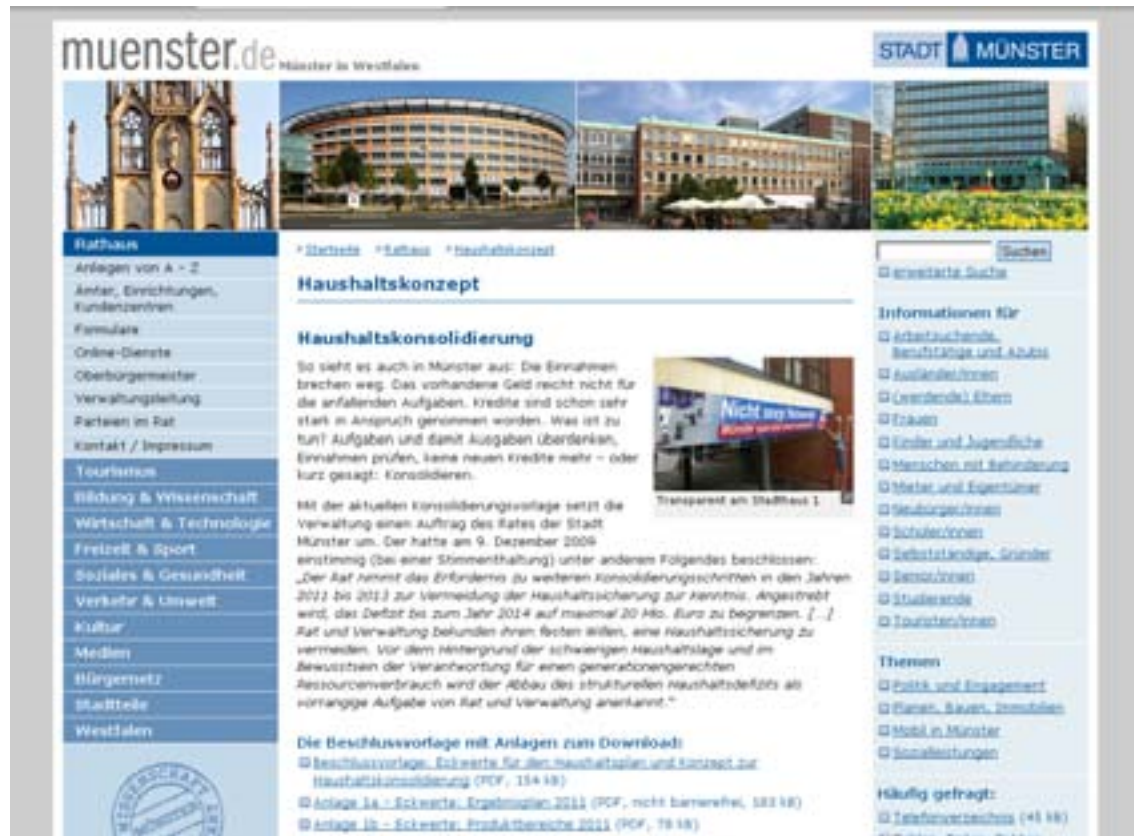 muenster.de
Münster in Westfalen
STADT MÜNSTER
Rathaus
Anliegen von A - Z
Ämter, Einrichtungen,
Kundenzentren
Formulare
Online-Dienste
Oberbürgermeister
Verwaltungsleitung
Parteien im Rat
Kontakt / Impressum
Tourismus
Bildung & Wissenschaft
Wirtschaft & Technologie
Freizeit & Sport
Soziales & Gesundheit
Verkehr & Umwelt
Kultur
Medien
Bürgernetz
Stadtteile
Westfalen
Startseite Rathaus Haushaltskonzept
Haushaltskonzept
Haushaltskonsolidierung
So sieht es auch in Münster aus: Die Einnahmen
brechen weg. Das vorhandene Geld reicht nicht für
die anfallenden Aufgaben. Kredite sind schon sehr
stark in Anspruch genommen worden. Was ist zu
tun? Aufgaben und damit Ausgaben überdenken,
Einnahmen prüfen, keine neuen Kredite mehr – oder
kurz gesagt: Konsolidieren.
Nicht
Transparent am Stadthaus 1
Mit der aktuellen Konsolidierungsvorlage setzt die
Verwaltung einen Auftrag des Rates der Stadt
Münster um. Der hatte am 9. Dezember 2009
einstimmig (bei einer Stimmenthaltung) unter anderem Folgendes beschlossen:
„Der Rat nimmt das Erfordernis zu weiteren Konsolidierungsschritten in den Jahren
2011 bis 2013 zur Vermeidung der Haushaltssicherung zur Kenntnis. Angestrebt
wird, das Defizit bis zum Jahr 2014 auf maximal 20 Mio. Euro zu begrenzen. [...]
Rat und Verwaltung bekunden ihren festen Willen, eine Haushaltssicherung zu
vermeiden. Vor dem Hintergrund der schwierigen Haushaltslage und im
Bewusstsein der Verantwortung für einen generationengerechten
Ressourcenverbrauch wird der Abbau des strukturellen Haushaltsdefizits als
vorrangige Aufgabe von Rat und Verwaltung anerkannt."
Die Beschlussvorlage mit Anlagen zum Download:
Beschlussvorlage: Eckwerte für den Haushaltsplan und Konzept zur
Haushaltskonsolidierung (PDF, 154 kB)
Anlage 1a - Eckwerte: Ergebnisplan 2011 (PDF, nicht barrierefrei, 583 kB)
Anlage 1b - Eckwerte: Produktbereiche 2011 (PDF, 78 kB)
Suchen
erweiterte Suche
Informationen für
Arbeitsuchende,
Berufstätige und Azubis
Ausländer/innen
(werdende) Eltern
Frauen
Kinder und Jugendliche
Menschen mit Behinderung
Mieter und Eigentümer
Neubürger/innen
Schüler/innen
Selbstständige, Gründer
Senior/innen
Studierende
Touristen/innen
Themen
Politik und Engagement
Planen, Bauen, Immobilien
Mobil in Münster
Sozialleistungen
Häufig gefragt:
Telefonverzeichnis (45 kB)